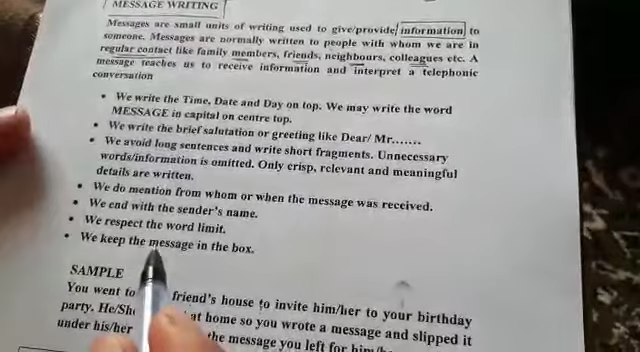 MESSAGE WRITING
Messages are small units of writing used to give/provide information to
someone. Messages are normally written to people with whom we are in
regular contact like family members, friends, neighbours, colleagues etc. A
message teaches us to receive information and interpret a telephonic
conversation
• We write the Time, Date and Day on top. We may write the word
MESSAGE in capital on centre top.
• We write the brief salutation or greeting like Dear/ Mr.......
• We avoid long sentences and write short fragments. Unnecessary
words/information is omitted. Only crisp, relevant and meaningful
details are written.
• We do mention from whom or when the message was received.
• We end with the sender's name.
• We respect the word limit.
• We keep the message in the box.
SAMPLE
You went to friend's house to invite him/her to your birthday
party. He/She at home so you wrote a message and slipped it
under his/her the message you left for